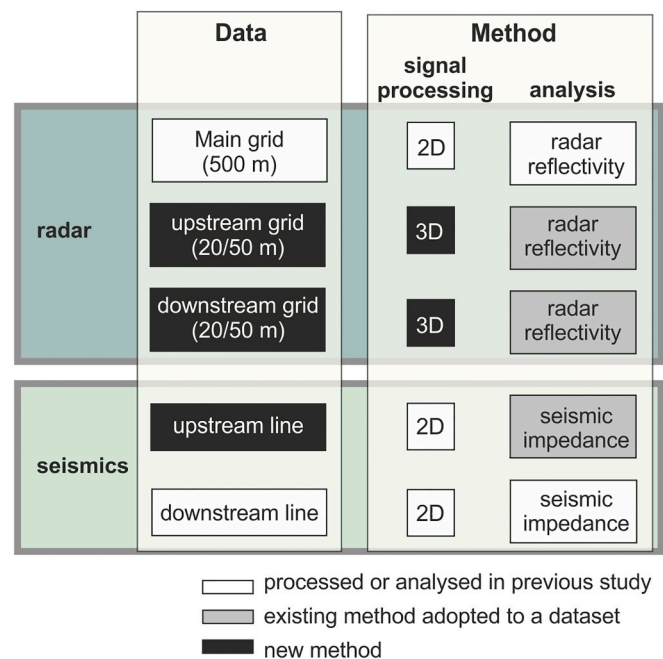 Data
Method
signal
processing
analysis
radar
Main grid
(500 m)
2D
radar
reflectivity
upstream grid
(20/50 m)
3D
radar
reflectivity
downstream grid
(20/50 m)
3D
radar
reflectivity
seismics
upstream line
2D
seismic
impedance
downstream line
2D
seismic
impedance
processed or analysed in previous study
existing method adopted to a dataset
new method